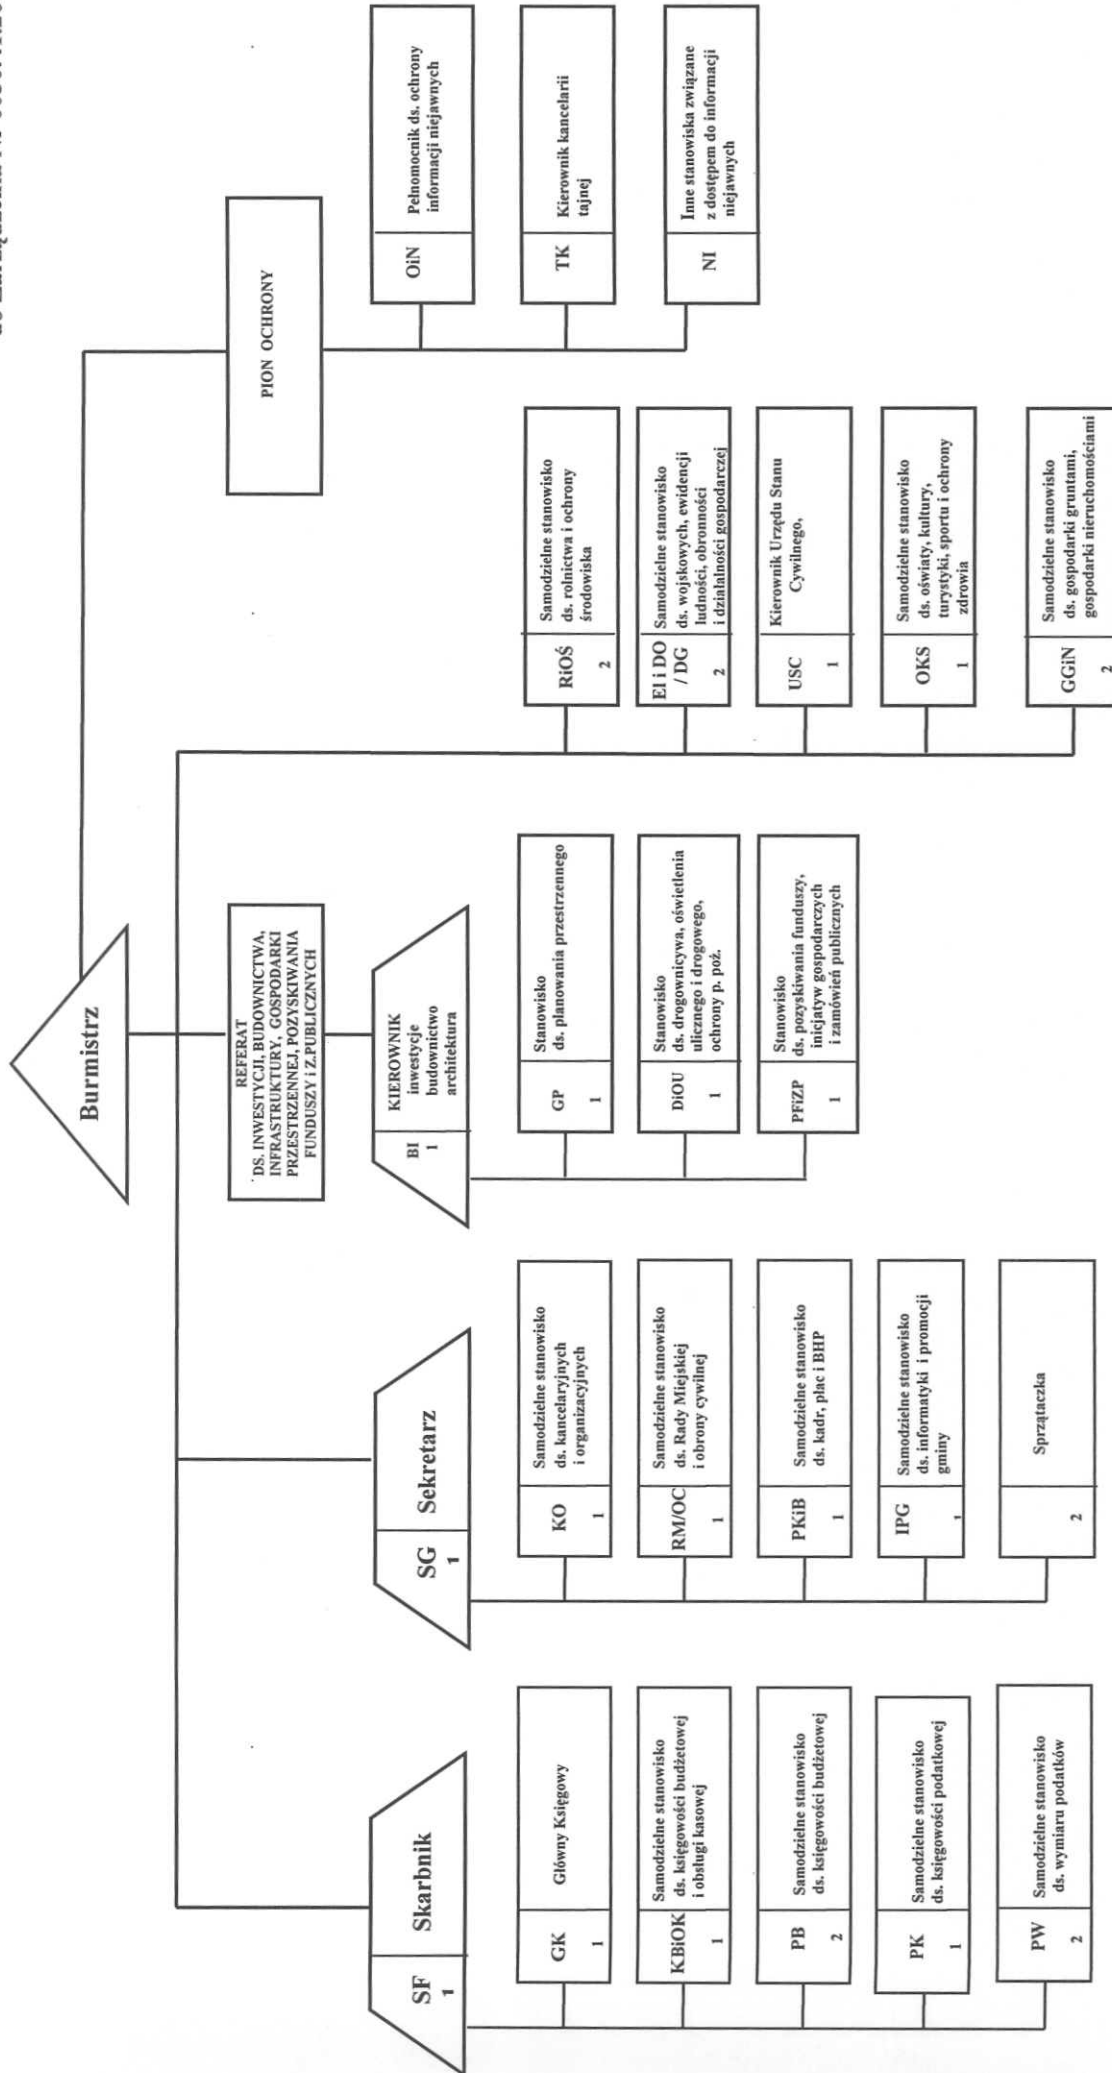 Burmistrz
PION OCHRONY
OiN
Pełnomocnik ds. ochrony
informacji niejawnych
TK
Kierownik kancelarii
tajnej
NI
Inne stanowiska związane
z dostępem do informacji
niejawnych
REFERAT
DS. INWESTYCJI, BUDOWNICTWA,
INFRASTRUKTURY, GOSPODARKI
PRZESTRZENNEJ, POZYSKIWANIA
FUNDUSZY i Z.PUBLICZNYCH
SF
1
Skarbnik
GK
1
Główny Księgowy
KBiOK
1
Samodzielne stanowisko
ds. księgowości budżetowej
i obsługi kasowej
PB
2
Samodzielne stanowisko
ds. księgowości budżetowej
PK
1
Samodzielne stanowisko
ds. księgowości podatkowej
PW
2
Samodzielne stanowisko
ds. wymiaru podatków
SG
1
Sekretarz
KO
1
Samodzielne stanowisko
ds. kancelaryjnych
i organizacyjnych
RM/OC
1
Samodzielne stanowisko
ds. Rady Miejskiej
i obrony cywilnej
PKiB
1
Samodzielne stanowisko
ds. kadr, płac i BHP
IPG
1
Samodzielne stanowisko
ds. informatyki i promocji
gminy
2
Sprzątaczka
BI
1
KIEROWNIK
inwestycje
budownictwo
architektura
GP
1
Stanowisko
ds. planowania przestrzennego
DiOU
1
Stanowisko
ds. drogownicywa, oświetlenia
ulicznego i drogowego,
ochrony p. poż.
PFiZP
1
Stanowisko
ds. pozyskiwania funduszy,
inicjatyw gospodarczych
i zamówień publicznych
RiOŚ
2
Samodzielne stanowisko
ds. rolnictwa i ochrony
środowiska
El i DO
/ DG
2
Samodzielne stanowisko
ds. wojskowych, ewidencji
ludności, obronności
i działalności gospodarczej
USC
1
Kierownik Urzędu Stanu
Cywilnego,
OKS
1
Samodzielne stanowisko
ds. oświaty, kultury,
turystyki, sportu i ochrony
zdrowia
GGiN
2
Samodzielne stanowisko
ds. gospodarki gruntami,
gospodarki nieruchomościami